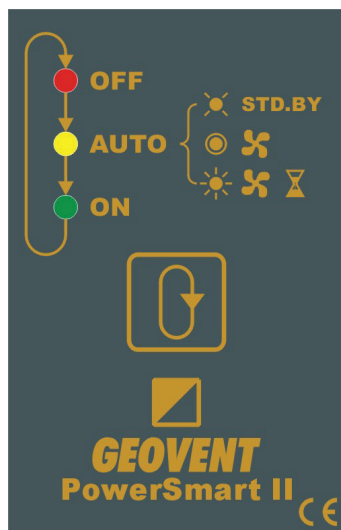 OFF
STD.BY
AUTO
ON
GEOVENT
PowerSmart II
CE